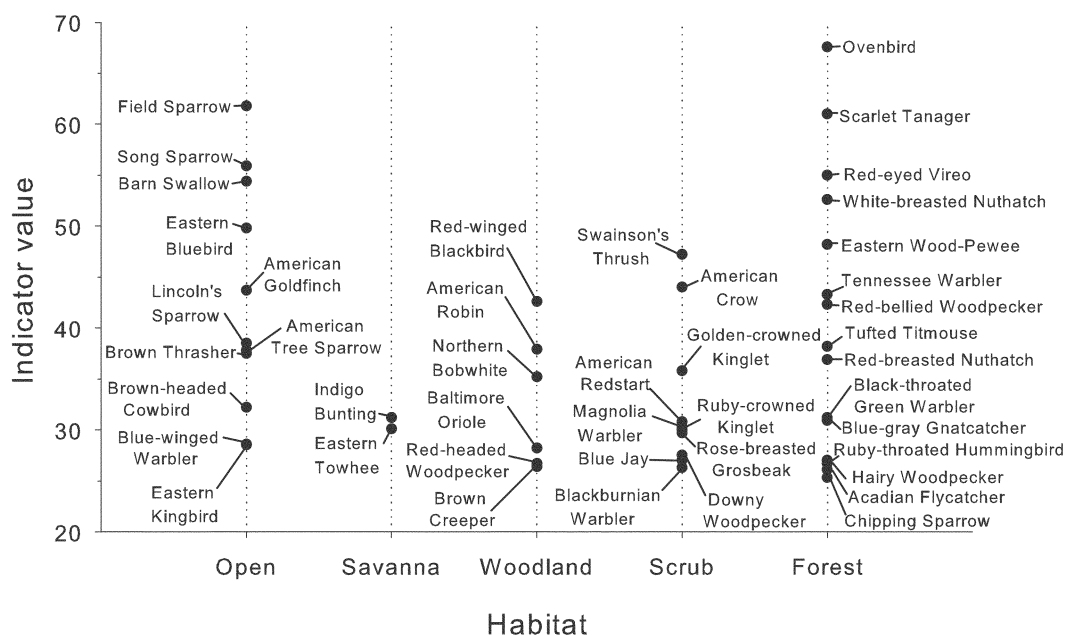 70
60
50
40
30
20
Indicator value
Field Sparrow
Song Sparrow
Barn Swallow
Eastern
Bluebird
American
Goldfinch
Lincoln's
Sparrow
American
Tree Sparrow
Brown Thrasher
Brown-headed
Cowbird
Blue-winged
Warbler
Eastern
Kingbird
Indigo
Bunting
Eastern
Towhee
Red-winged
Blackbird
American
Robin
Northern
Bobwhite
Baltimore
Oriole
Red-headed
Woodpecker
Brown
Creeper
Swainson's
Thrush
American
Crow
Golden-crowned
Kinglet
American
Redstart
Ruby-crowned
Kinglet
Magnolia
Warbler
Rose-breasted
Grosbeak
Blue Jay
Downy
Woodpecker
Blackburnian
Warbler
Ovenbird
Scarlet Tanager
Red-eyed Vireo
White-breasted Nuthatch
Eastern Wood-Pewee
Tennessee Warbler
Red-bellied Woodpecker
Tufted Titmouse
Red-breasted Nuthatch
Black-throated
Green Warbler
Blue-gray Gnatcatcher
Ruby-throated Hummingbird
Hairy Woodpecker
Acadian Flycatcher
Chipping Sparrow
Open
Savanna
Woodland
Scrub
Forest
Habitat